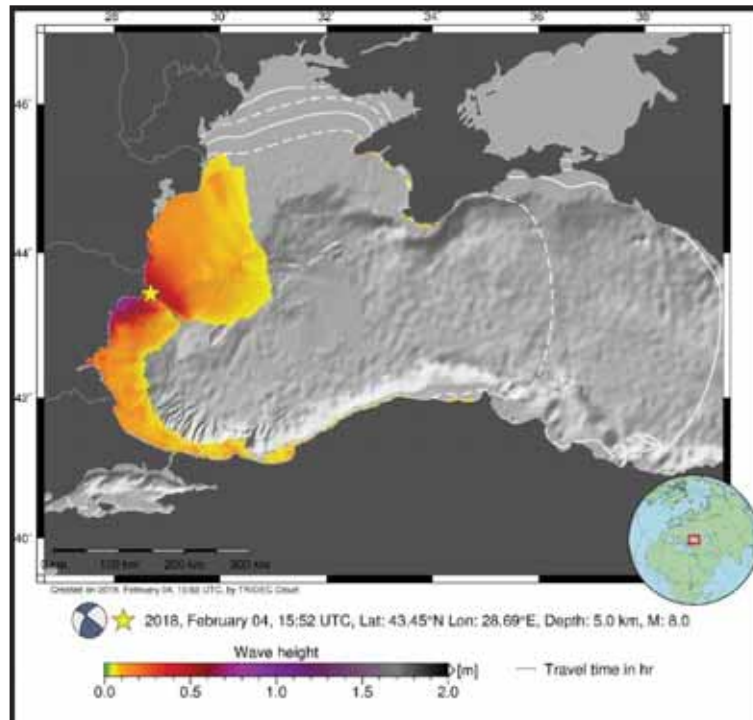 28˚ 30˚ 32˚ 34˚ 36˚ 38˚
46˚
44˚
42˚
40˚
0 km 100 km 200 km 300 km
Created on 2018, February 04, 15:52 UTC, by TRIDEC Cloud.
2018, February 04, 15:52 UTC, Lat: 43.45°N Lon: 28.69°E, Depth: 5.0 km, M: 8.0
Wave height
[m]
Travel time in hr
0.0 0.5 1.0 1.5 2.0